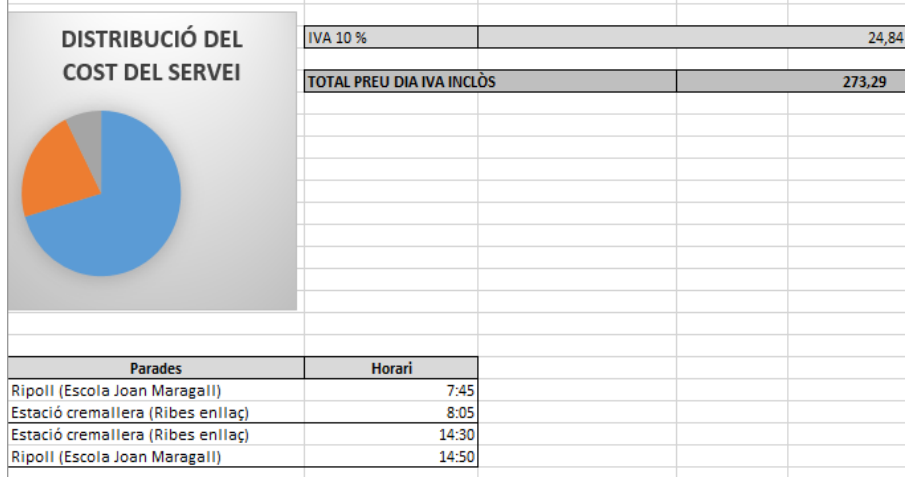 DISTRIBUCIÓ DEL
COST DEL SERVEI
IVA 10 % 24,84
TOTAL PREU DIA IVA INCLÒS 273,29
Parades Horari
Ripoll (Escola Joan Maragall) 7:45
Estació cremallera (Ribes enllaç) 8:05
Estació cremallera (Ribes enllaç) 14:30
Ripoll (Escola Joan Maragall) 14:50